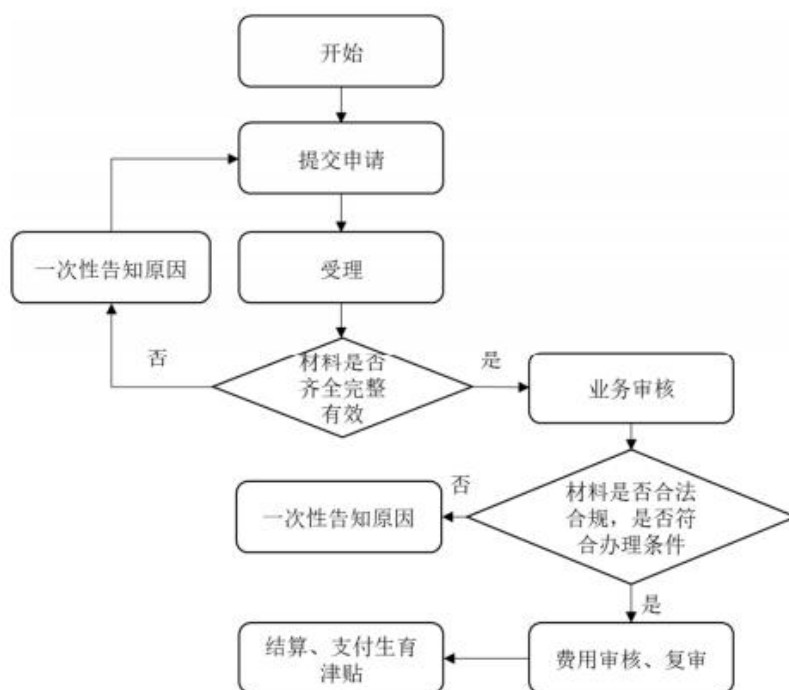 开始
提交申请
一次性告知原因
受理
否
材料是否
齐全完整
有效
是
业务审核
一次性告知原因
否
材料是否合法
合规，是否符
合办理条件
是
结算、支付生育
津贴
费用审核、复审